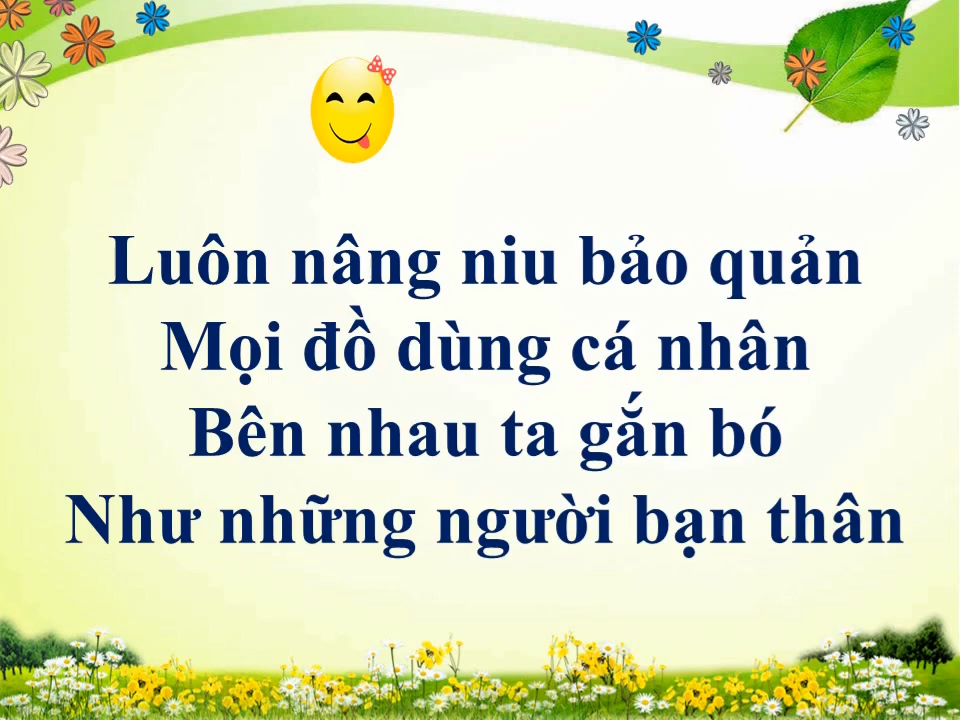 Luôn nâng niu bảo quản
Mọi đồ dùng cá nhân
Bên nhau ta gắn bó
Như những người bạn thân